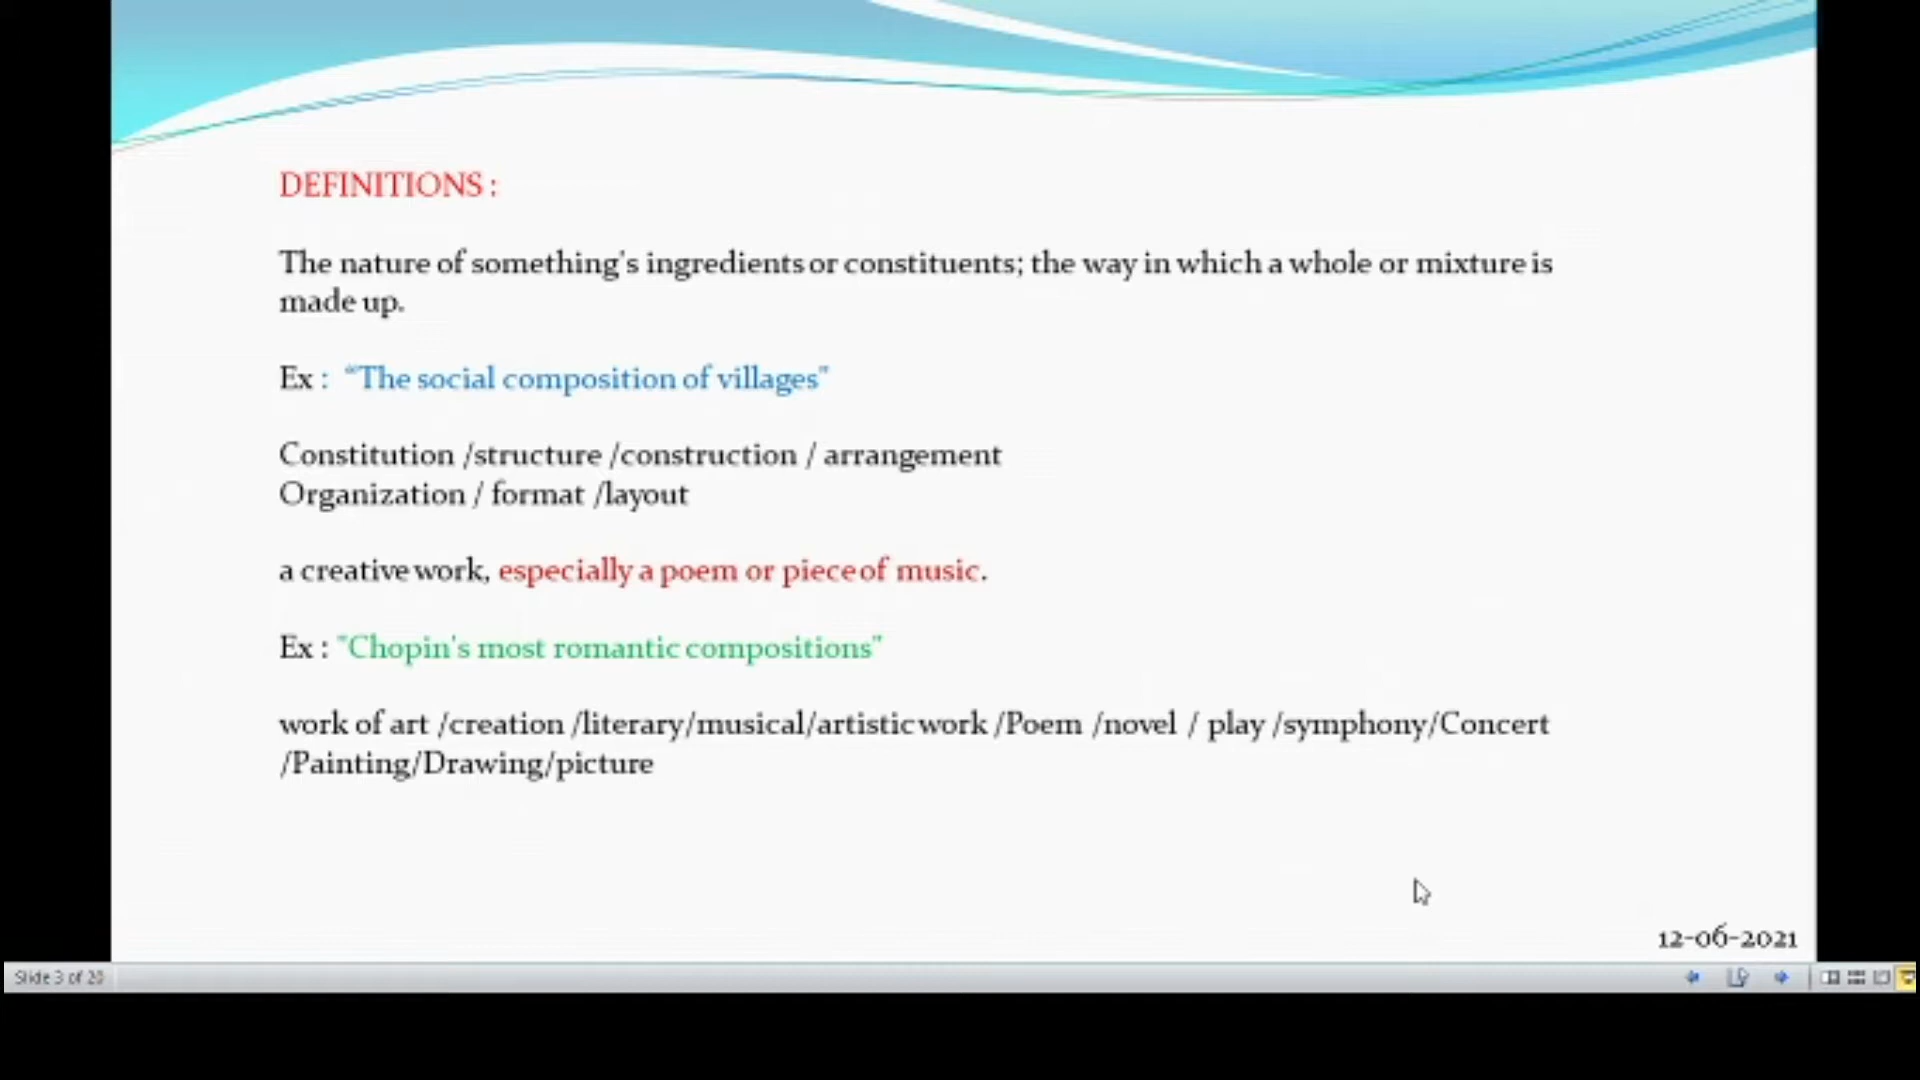 DEFINITIONS :
The nature of something's ingredients or constituents; the way in which a whole or mixture is
made up.
Ex : “The social composition of villages”
Constitution /structure /construction / arrangement
Organization / format /layout
a creative work, especially a poem or piece of music.
Ex : "Chopin's most romantic compositions"
work of art /creation /literary/musical/artistic work /Poem /novel / play /symphony/Concert
/Painting/Drawing/picture
12-06-2021
Slide 3 of 20